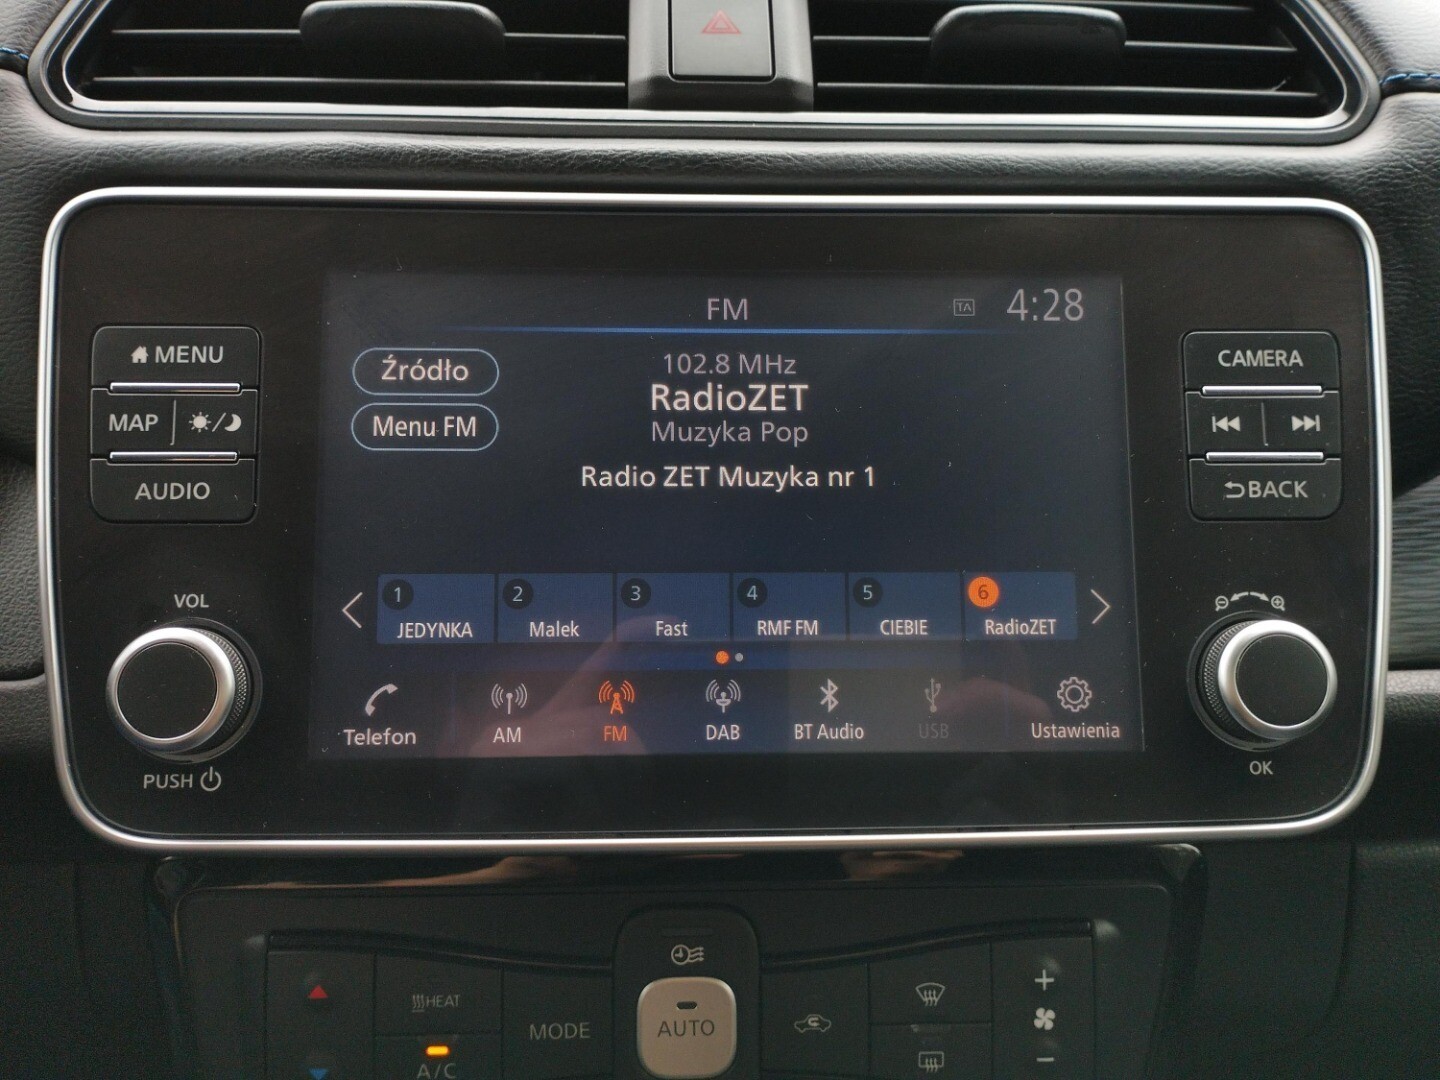 FM
TA
4:28
MENU
Źródło
102.8 MHz
CAMERA
RadioZET
MAP
Menu FM
Muzyka Pop
AUDIO
Radio ZET Muzyka nr 1
BACK
VOL
1
2
3
4
5
6
JEDYNKA
Malek
Fast
RMF FM
CIEBIE
RadioZET
Telefon
AM
FM
DAB
BT Audio
USB
Ustawienia
PUSH
OK
HEAT
MODE
AUTO
A/C